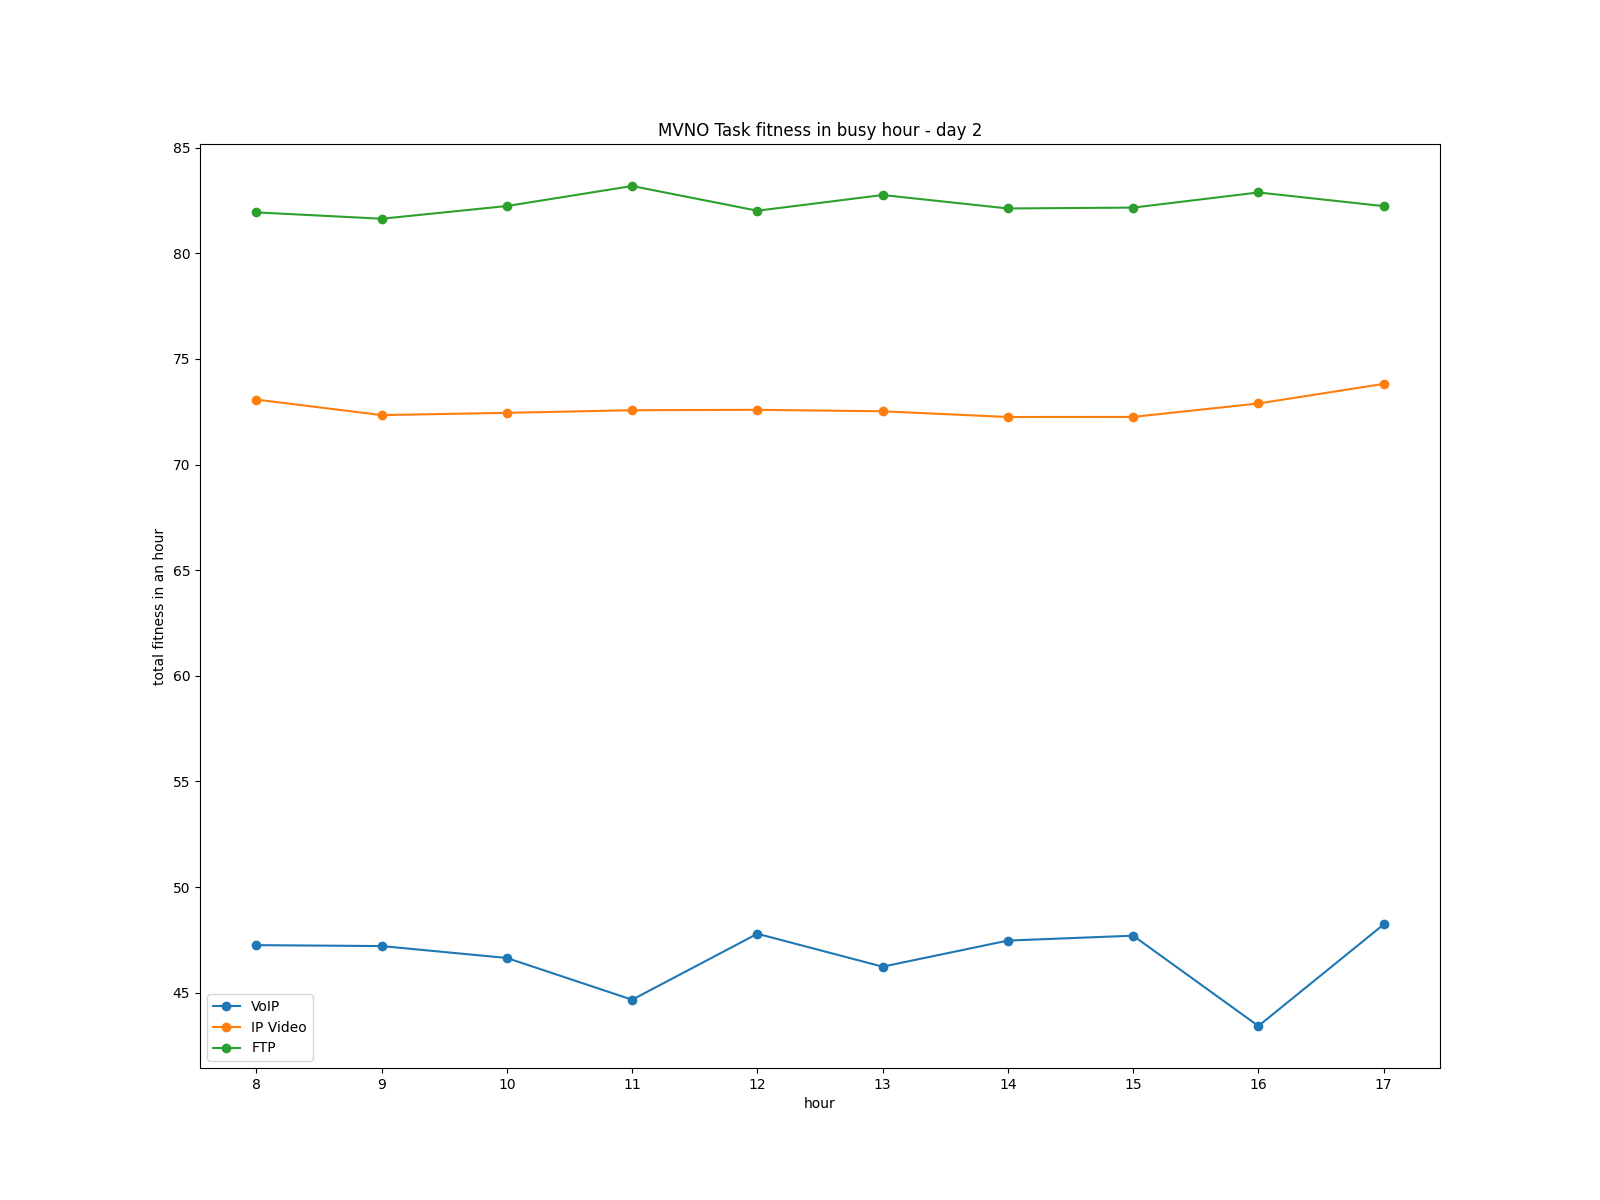 MVNO Task fitness in busy hour - day 2
85
80
75
70
65
60
55
50
45
total fitness in an hour
VoIP
IP Video
FTP
8 9 10 11 12 13 14 15 16 17
hour